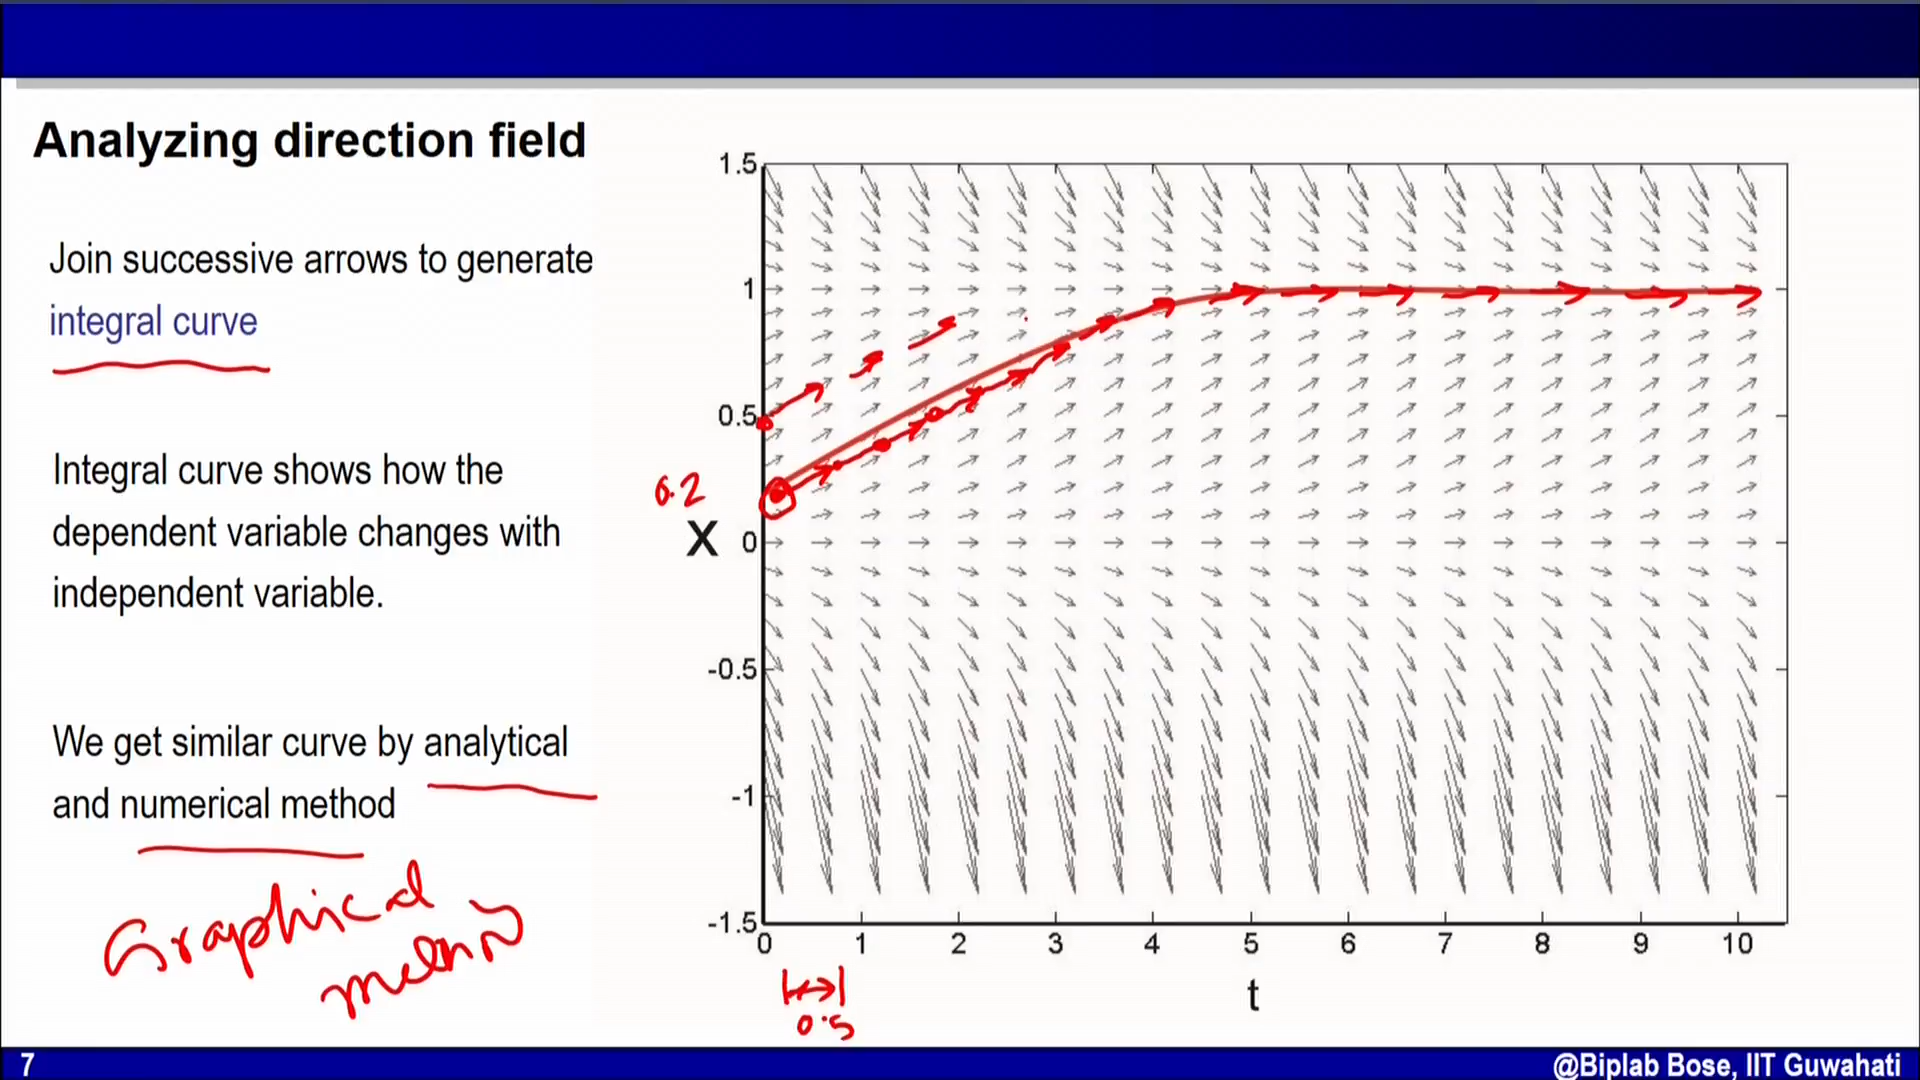 Analyzing direction field
Join successive arrows to generate
integral curve
Integral curve shows how the
dependent variable changes with
independent variable.
We get similar curve by analytical
and numerical method
Graphical
method
1.5
1
0.5
0.2
X
0
-0.5
-1
-1.5
0 1 2 3 4 5 6 7 8 9 10
0.5
t
7
@Biplab Bose, IIT Guwahati